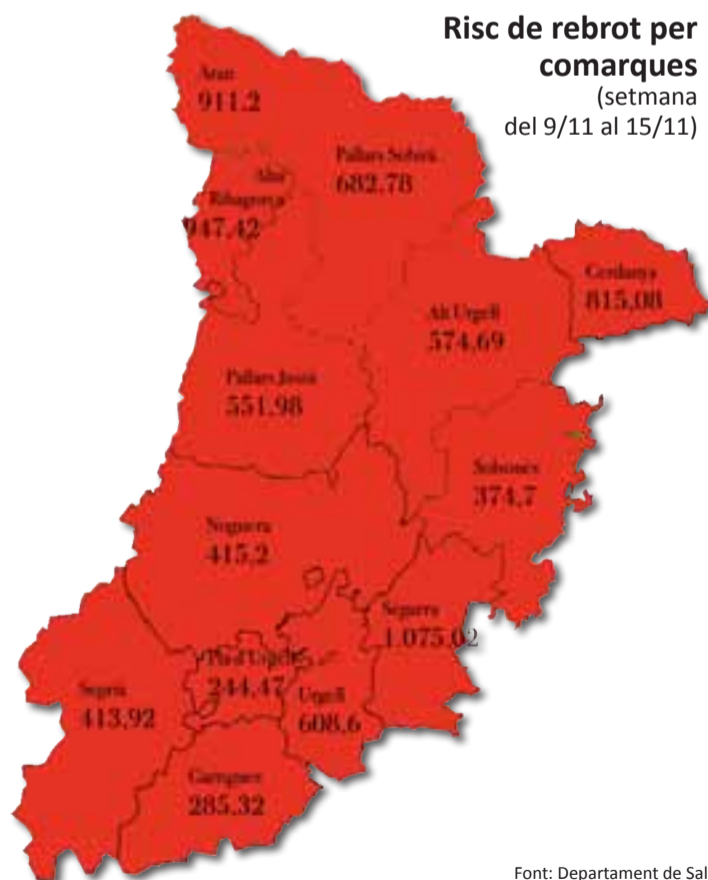 Risc de rebrot per
comarques
(setmana
del 9/11 al 15/11)
Aran
911.2
Pallars Sobirà
682.78
Alta
Ribagorça
947.42
Cerdanya
815,08
Alt Urgell
574,69
Pallars Jussà
551.98
Solsonès
374,7
Noguera
415.2
Segarra
1.075,02
Pla d'Urgell
244,47
Segrià
413,92
Urgell
608,6
Garrigues
285.32
Font: Departament de Sal